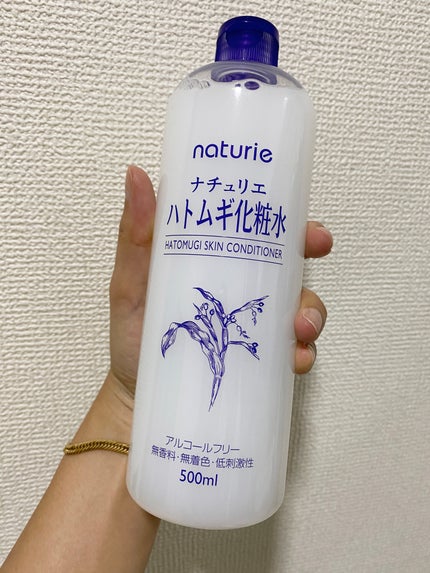 naturie
ナチュリエ
ハトムギ化粧水
HATOMUGI SKIN CONDITIONER
アルコールフリー
無香料・無着色・低刺激性
500ml